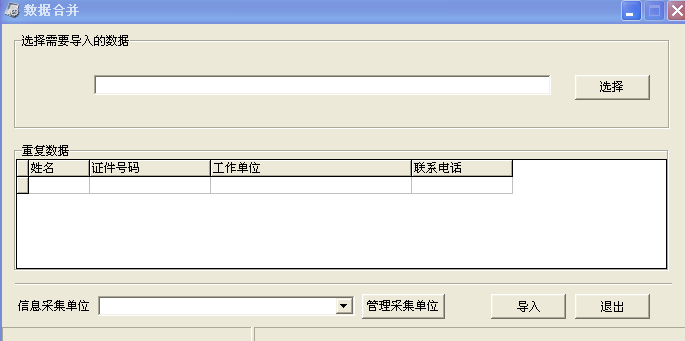 数据合并
选择需要导入的数据
选择
重复数据
姓名 证件号码 工作单位 联系电话
信息采集单位 管理采集单位 导入 退出